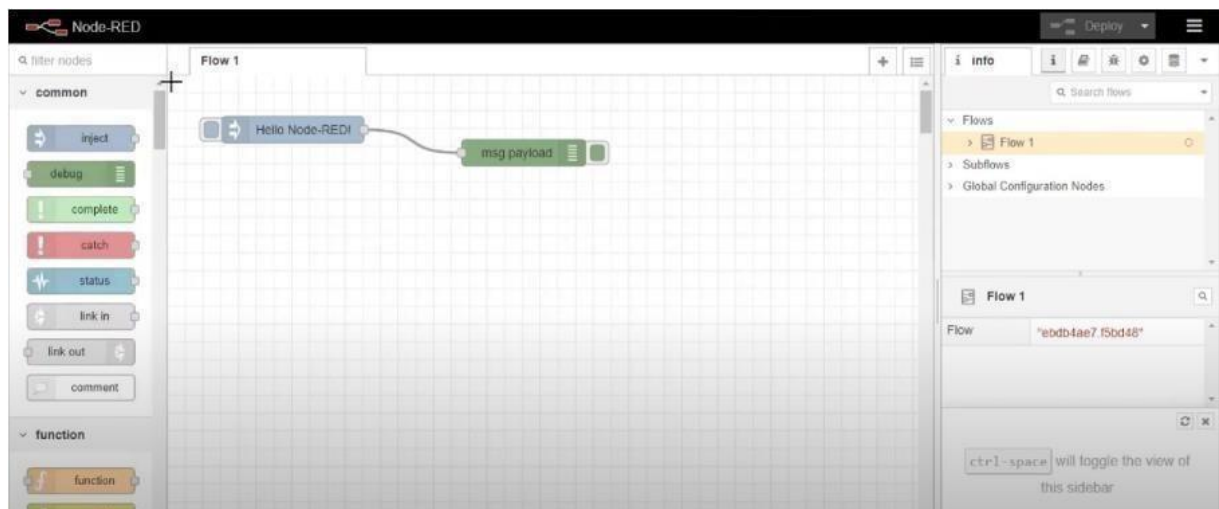 Node-RED
Deploy
filter nodes
Flow 1
i info
i
Search flows
common
inject
debug
complete
catch
status
link in
link out
comment
function
function
Hello Node-RED!
msg.payload
Flows
Flow 1
Subflows
Global Configuration Nodes
Flow 1
Flow
"ebdb4ae7.f5bd48"
ctrl-space will toggle the view of
this sidebar